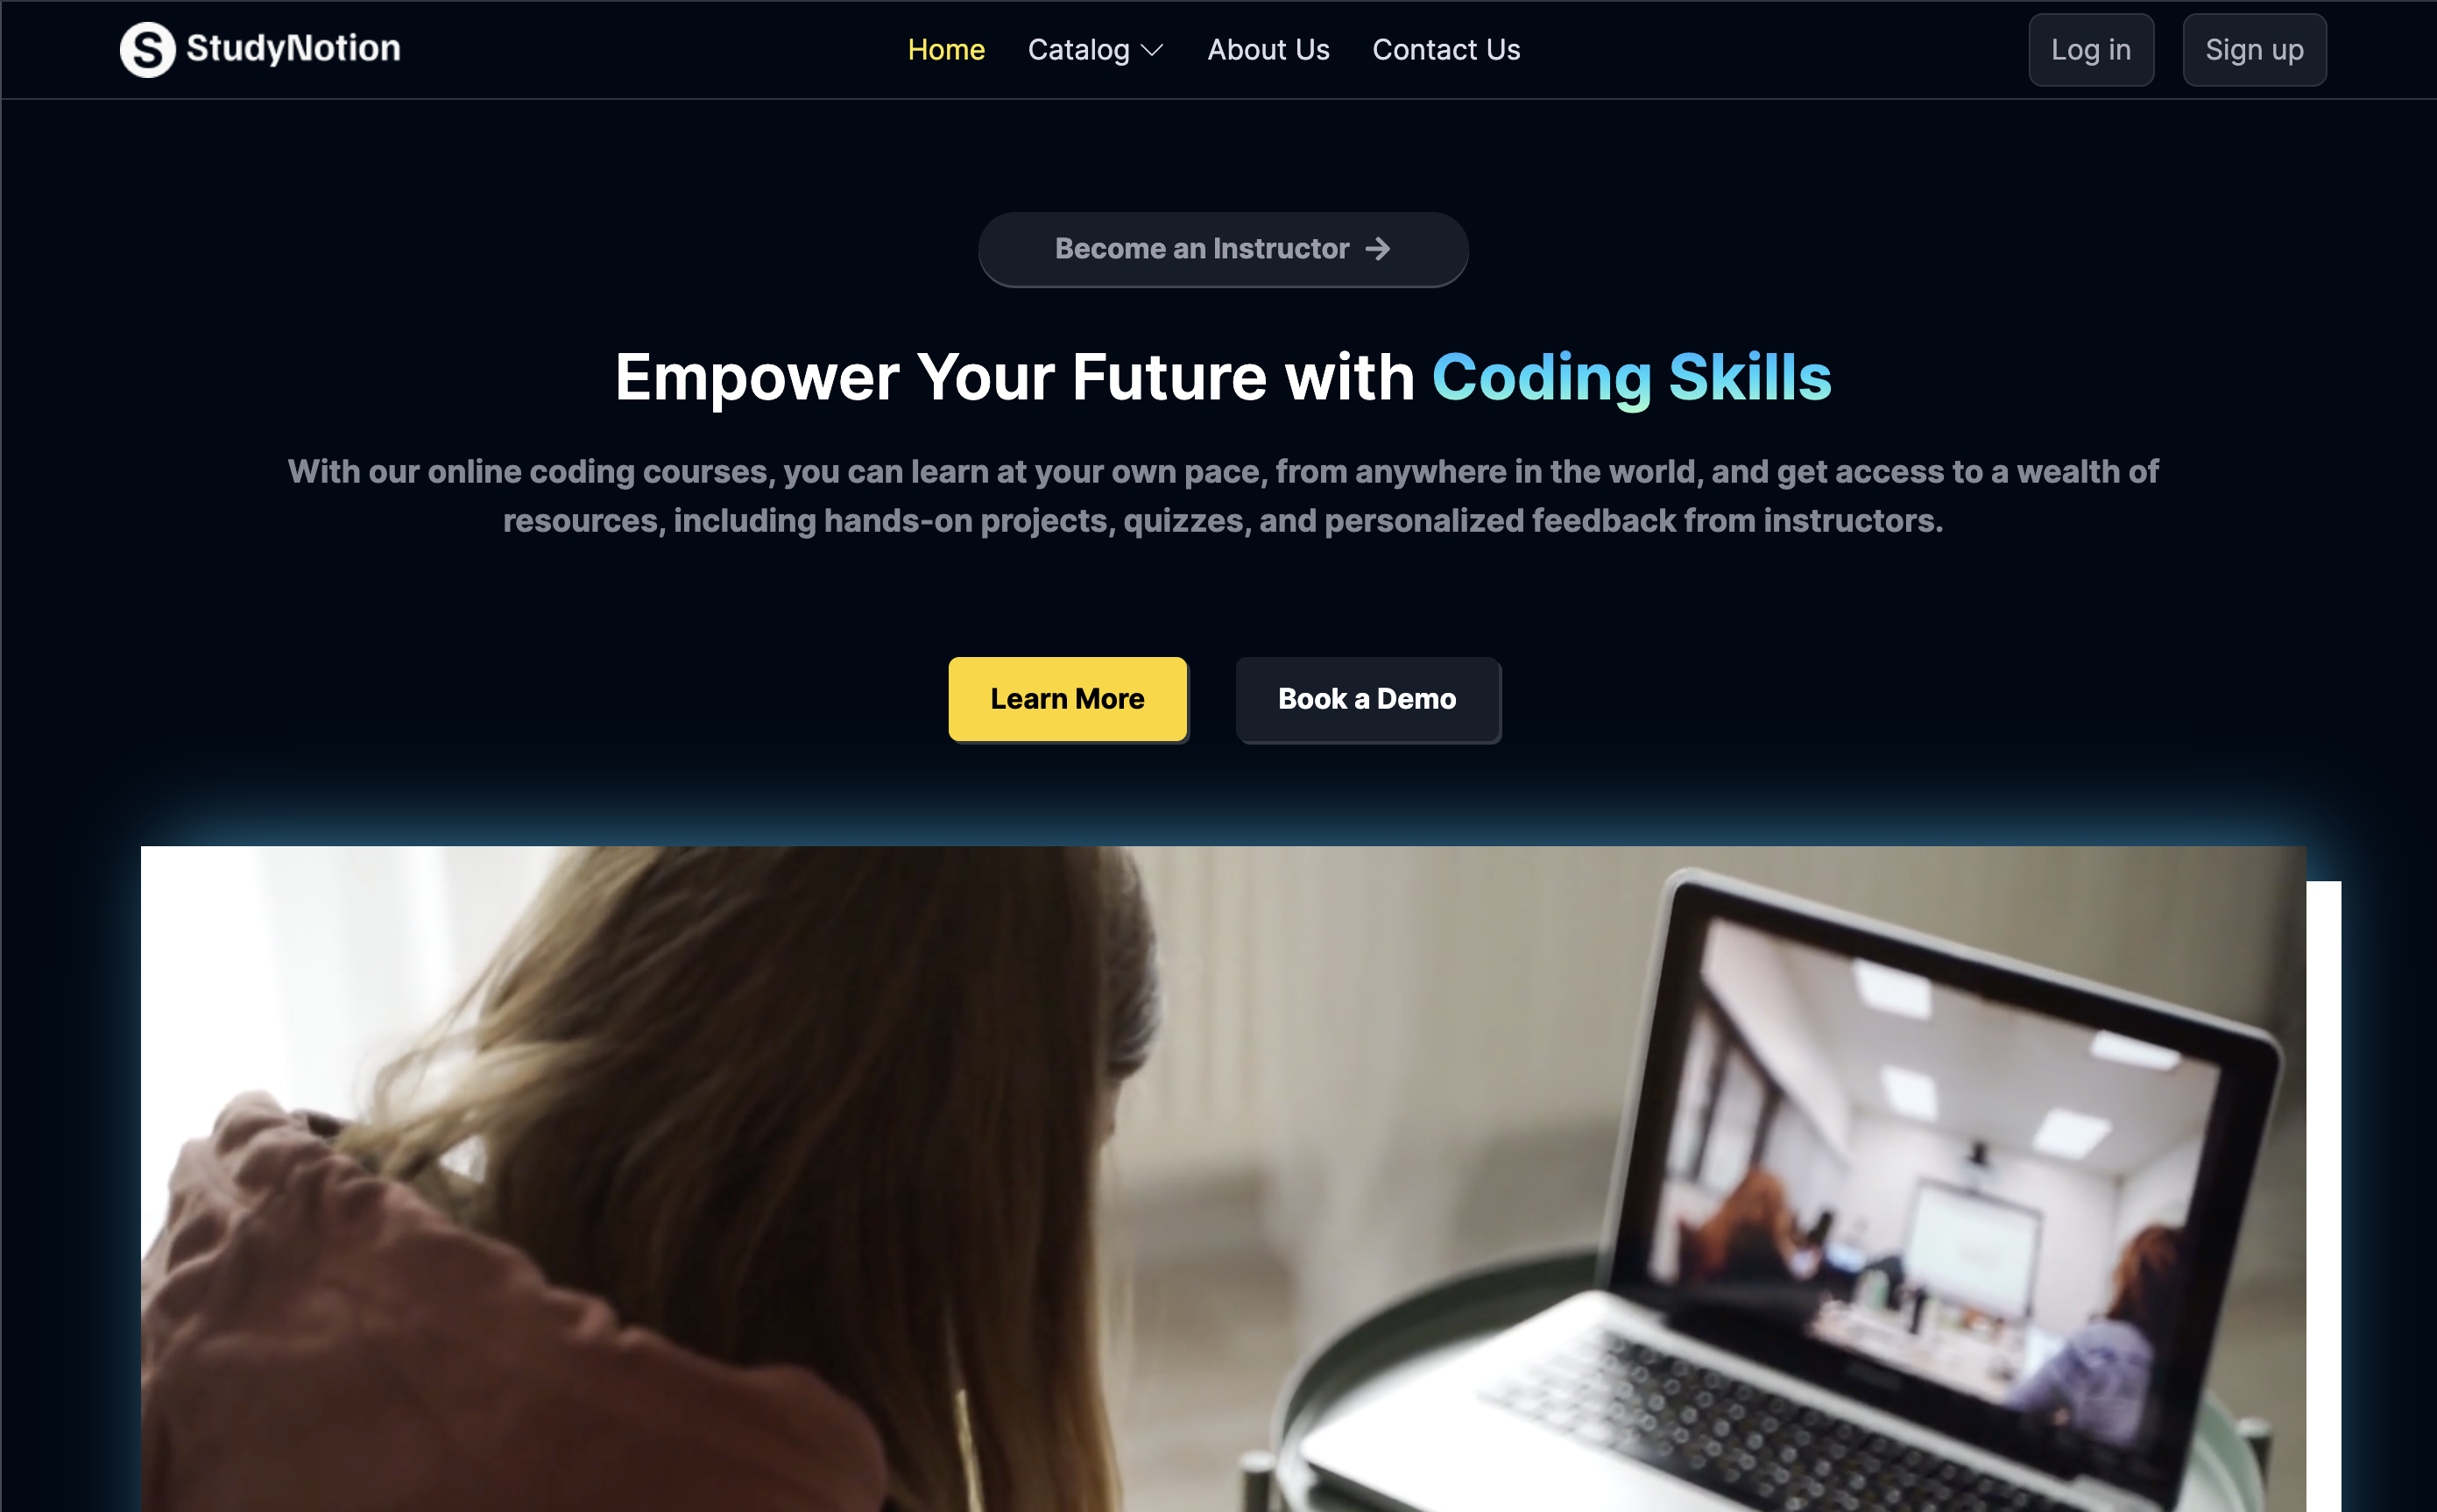 S StudyNotion
Home Catalog About Us Contact Us
Log in Sign up
Become an Instructor →
Empower Your Future with Coding Skills
With our online coding courses, you can learn at your own pace, from anywhere in the world, and get access to a wealth of
resources, including hands-on projects, quizzes, and personalized feedback from instructors.
Learn More Book a Demo